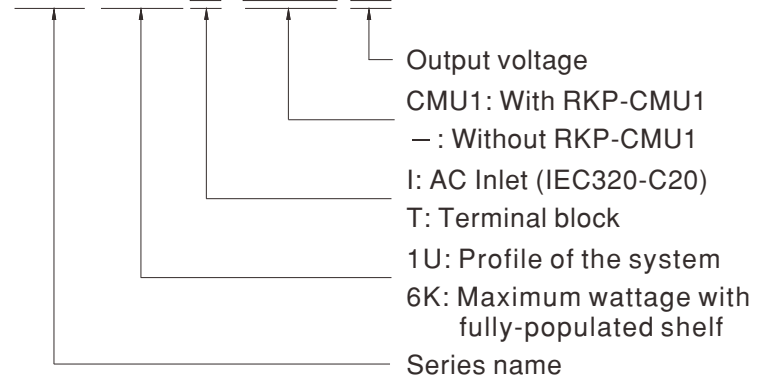 Output voltage
CMU1: With RKP-CMU1
－: Without RKP-CMU1
I: AC Inlet (IEC320-C20)
T: Terminal block
1U: Profile of the system
6K: Maximum wattage with
fully-populated shelf
Series name